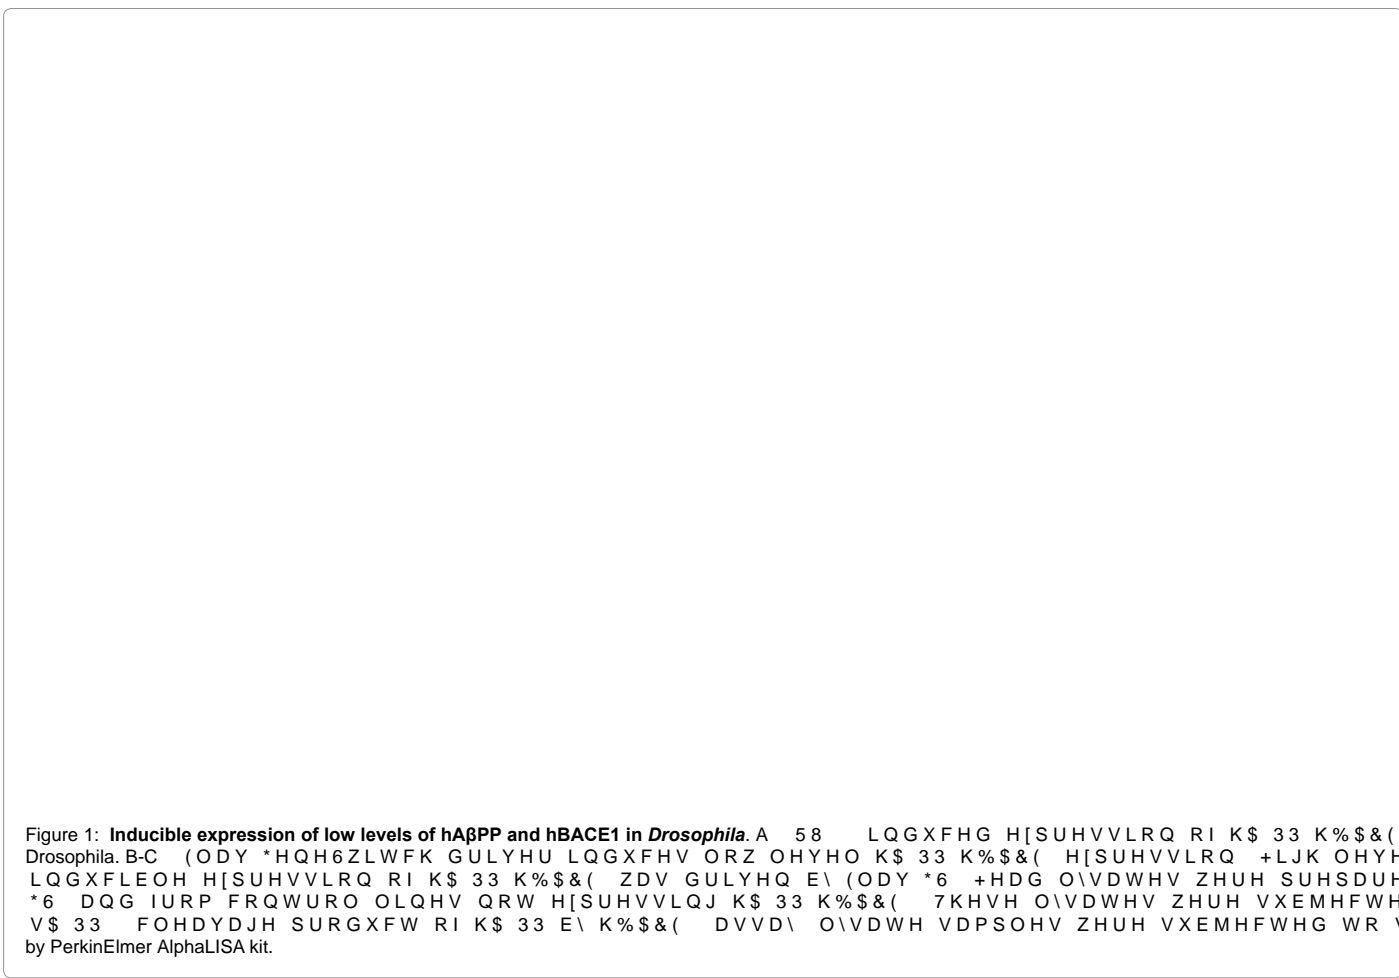 Figure 1: Inducible expression of low levels of hAβPP and hBACE1 in Drosophila. A 58 LQGXFHG H[SUHVVLRQ RI K$ 33 K%$&(
Drosophila. B-C (ODY *HQH6ZLWFK GULYHU LQGXFHV ORZ OHYHO K$ 33 K%$&( H[SUHVVLRQ +LJK OHYH
LQGXFLEOH H[SUHVVLRQ RI K$ 33 K%$&( ZDV GULYHQ E\ (ODY *6 +HDG O\VDWHV ZHUH SUHSDUH
*6 DQG IURP FRQWURO OLQHV QRW H[SUHVVLQJ K$ 33 K%$&( 7KHVH O\VDWHV ZHUH VXEMHFWH
V$ 33 FOHDYDJH SURGXFW RI K$ 33 E\ K%$&( DVVD\ O\VDWH VDPSOHV ZHUH VXEMHFWHG WR
by PerkinElmer AlphaLISA kit.